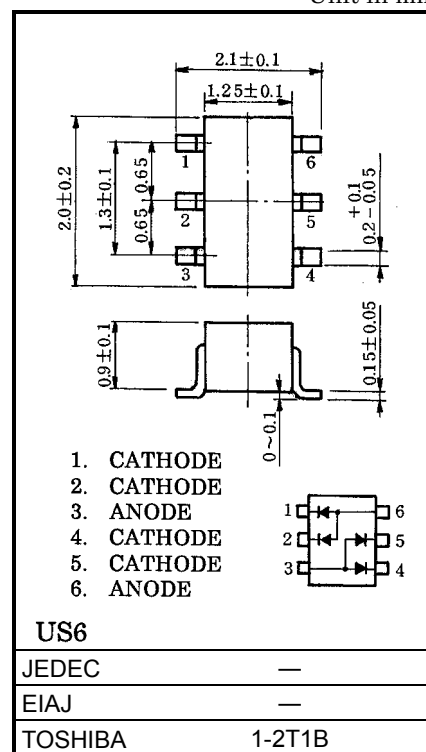 2.1±0.1
1.25±0.1
2.0±0.2
1.3±0.1
0.65
0.65
1
2
3
6
5
4
+0.1
0.2-0.05
0.9±0.1
0.15±0.05
0~0.1
1. CATHODE
2. CATHODE
3. ANODE
4. CATHODE
5. CATHODE
6. ANODE
1
2
3
6
5
4
US6
JEDEC —
EIAJ —
TOSHIBA 1-2T1B